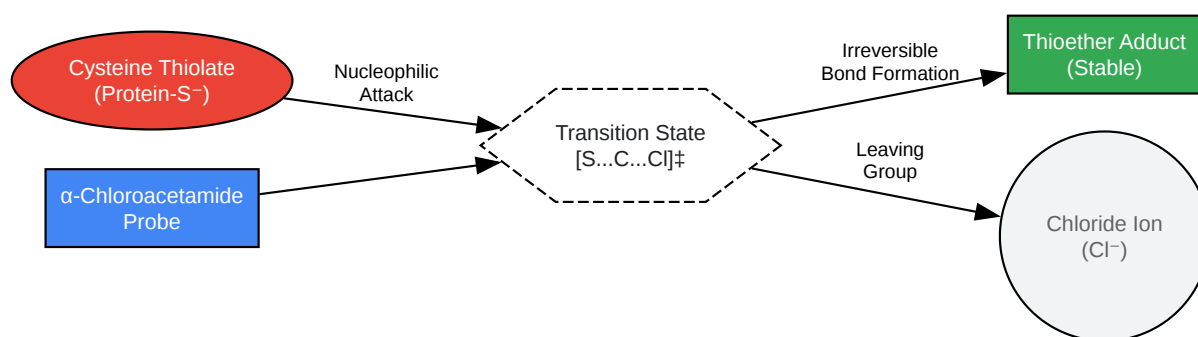 Cysteine Thiolate
(Protein-S⁻)
Nucleophilic
Attack
α-Chloroacetamide
Probe
Transition State
[S...C...Cl]‡
Irreversible
Bond Formation
Thioether Adduct
(Stable)
Leaving
Group
Chloride Ion
(Cl⁻)